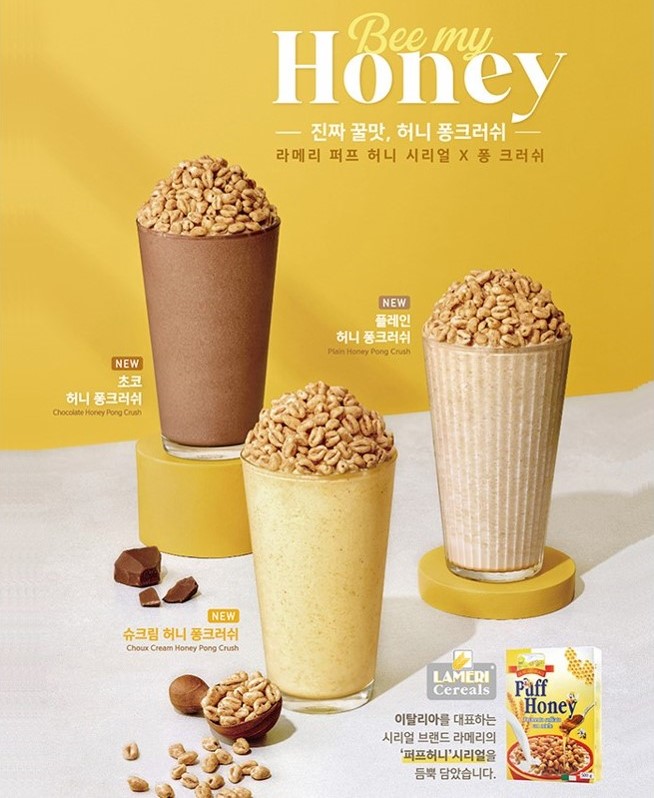 Bee my
Honey
진짜 꿀맛, 허니 퐁크러쉬
라메리 퍼프 허니 시리얼 X 퐁 크러쉬
NEW
플레인
허니 퐁크러쉬
Plain Honey Pong Crush
NEW
초코
허니 퐁크러쉬
Chocolate Honey Pong Crush
NEW
슈크림 허니 퐁크러쉬
Choux Cream Honey Pong Crush
LAMERI
Cereals
이탈리아를 대표하는
시리얼 브랜드 라메리의
‘퍼프허니’시리얼을
듬뿍 담았습니다.
Puff
Honey